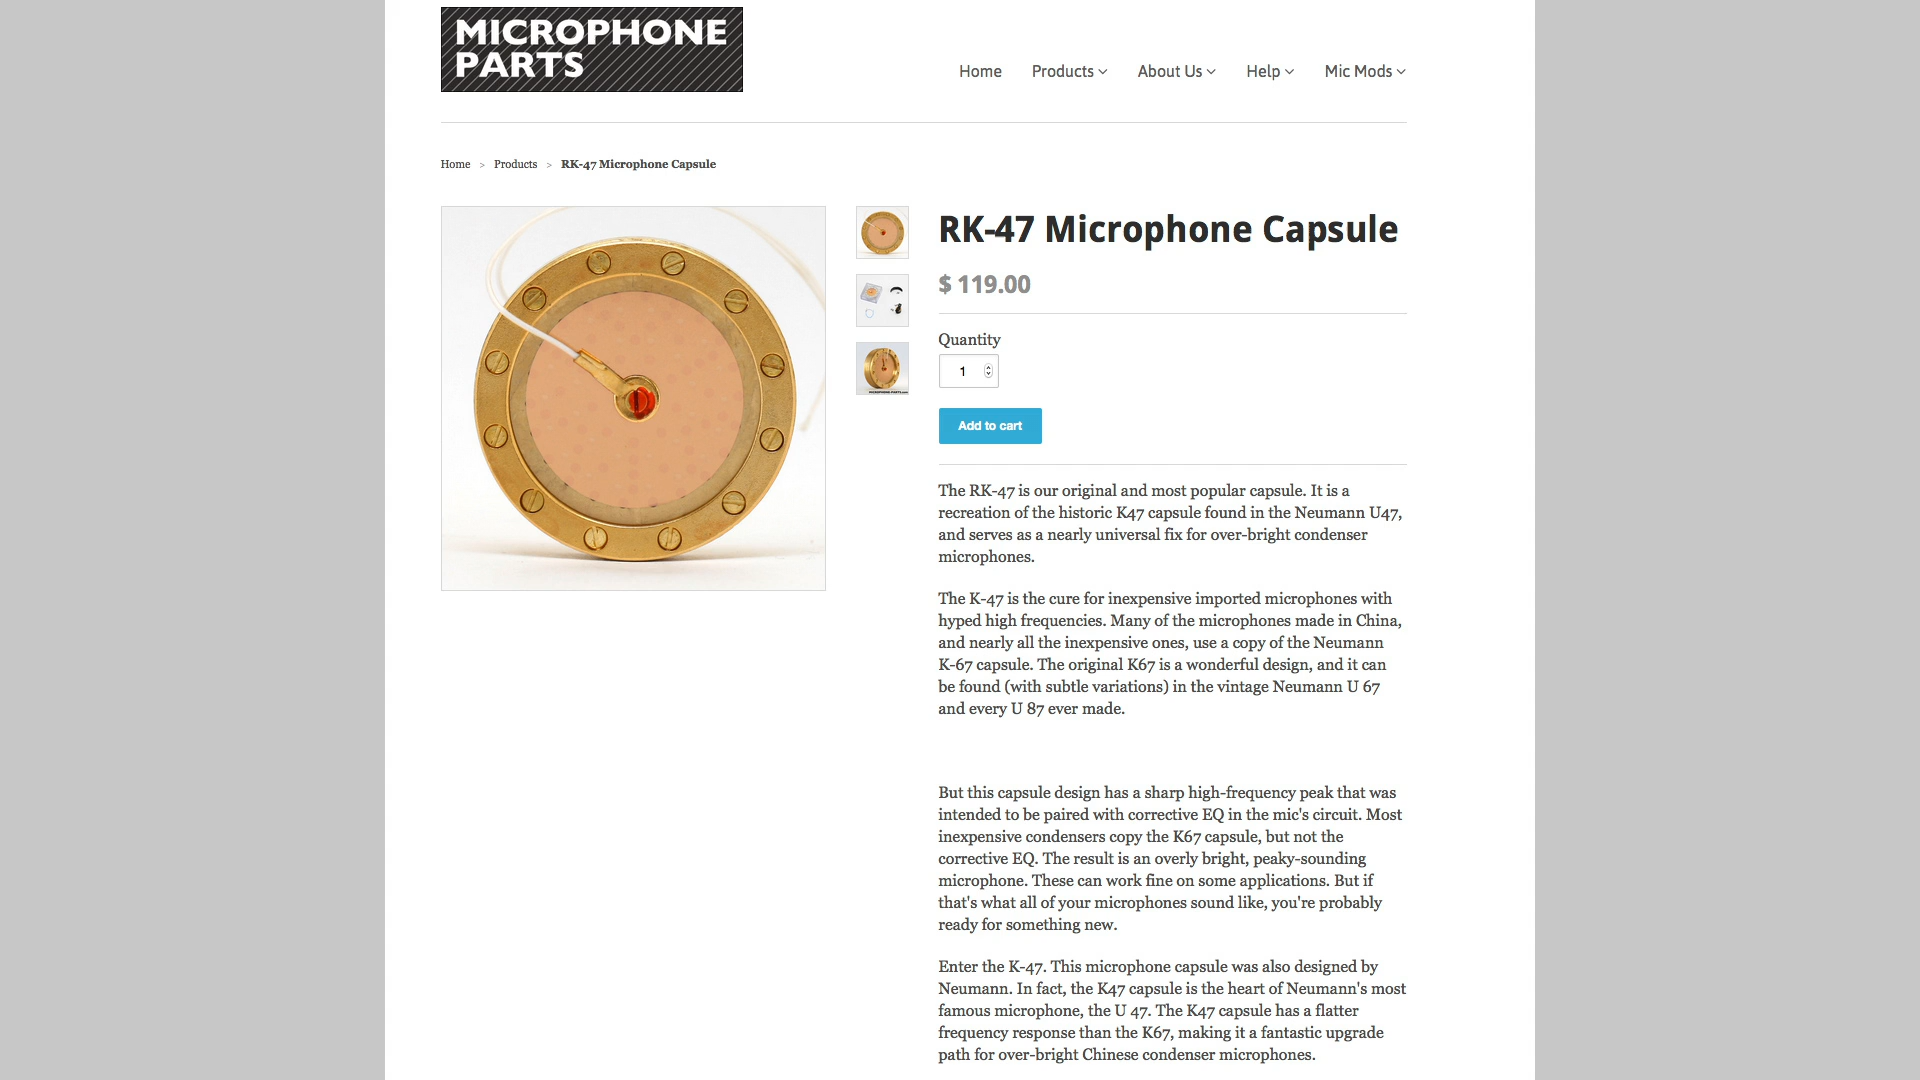 MICROPHONE
PARTS
Home Products About Us Help Mic Mods
Home > Products > RK-47 Microphone Capsule
RK-47 Microphone Capsule
$ 119.00
Quantity
1
Add to cart
The RK-47 is our original and most popular capsule. It is a
recreation of the historic K47 capsule found in the Neumann U47,
and serves as a nearly universal fix for over-bright condenser
microphones.
The K-47 is the cure for inexpensive imported microphones with
hyped high frequencies. Many of the microphones made in China,
and nearly all the inexpensive ones, use a copy of the Neumann
K-67 capsule. The original K67 is a wonderful design, and it can
be found (with subtle variations) in the vintage Neumann U 67
and every U 87 ever made.
But this capsule design has a sharp high-frequency peak that was
intended to be paired with corrective EQ in the mic's circuit. Most
inexpensive condensers copy the K67 capsule, but not the
corrective EQ. The result is an overly bright, peaky-sounding
microphone. These can work fine on some applications. But if
that's what all of your microphones sound like, you're probably
ready for something new.
Enter the K-47. This microphone capsule was also designed by
Neumann. In fact, the K47 capsule is the heart of Neumann's most
famous microphone, the U 47. The K47 capsule has a flatter
frequency response than the K67, making it a fantastic upgrade
path for over-bright Chinese condenser microphones.